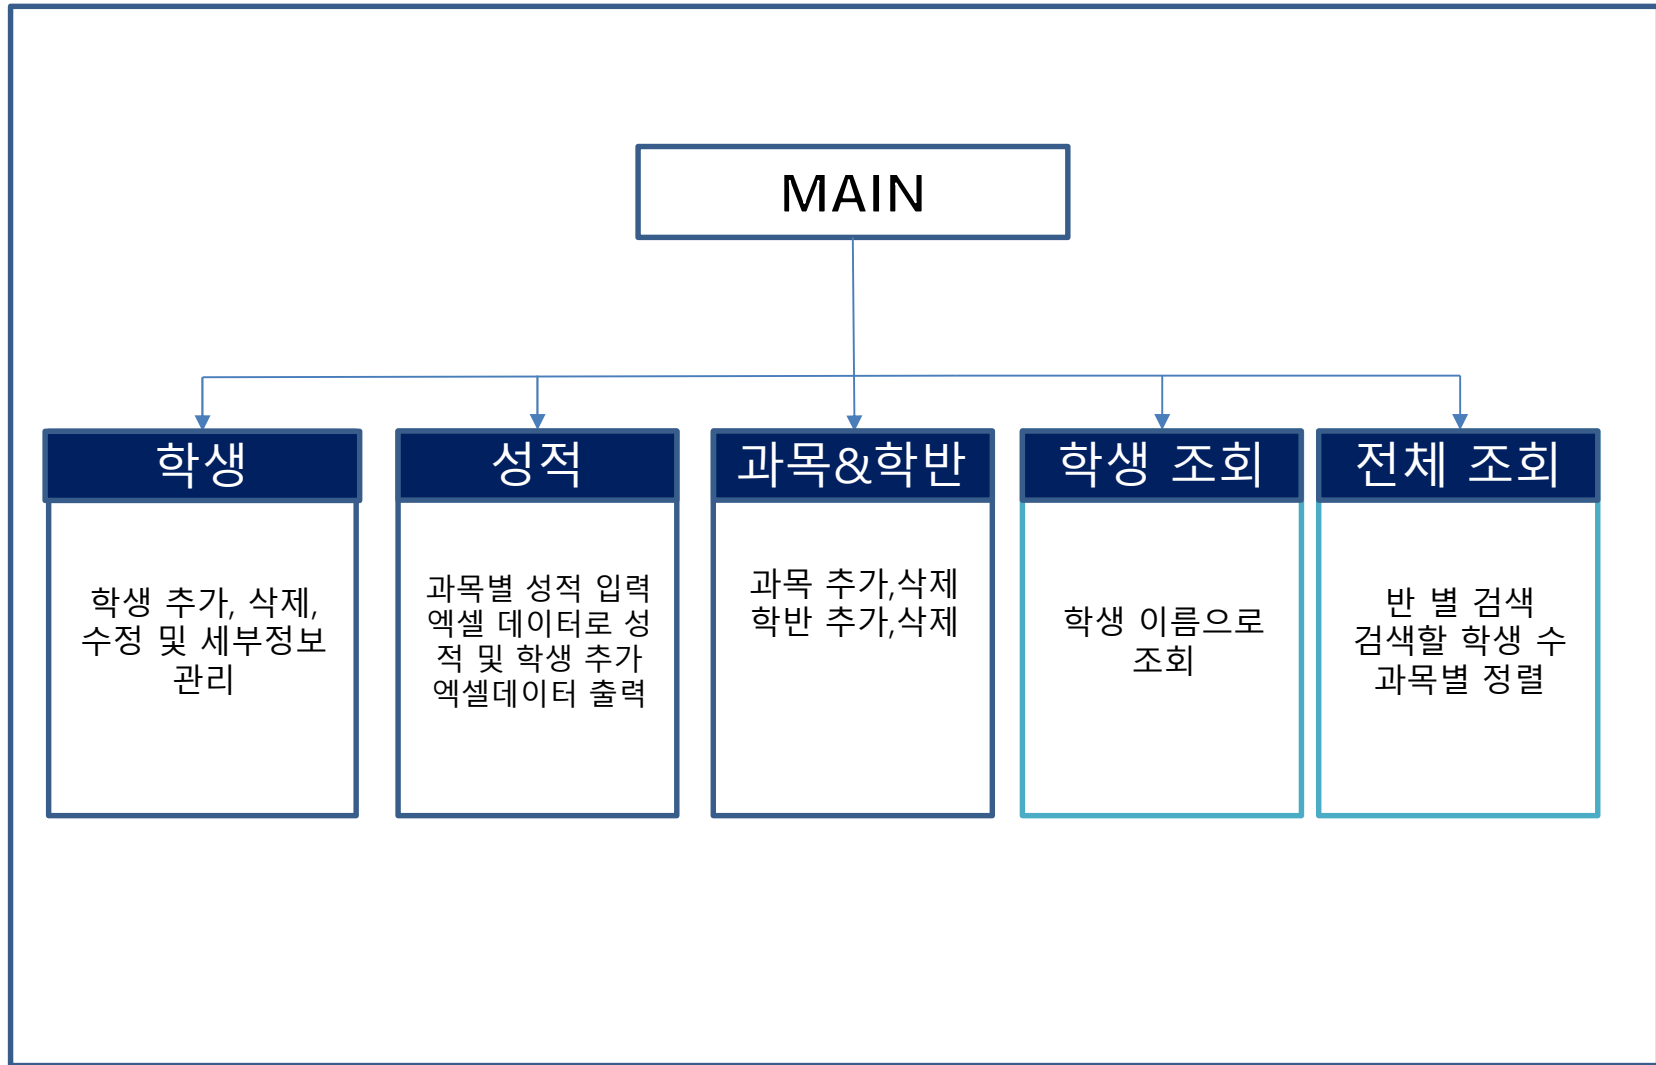 MAIN
학생
학생 추가, 삭제,
수정 및 세부정보
관리
성적
과목별 성적 입력
엑셀 데이터로 성
적 및 학생 추가
엑셀데이터 출력
과목&학반
과목 추가,삭제
학반 추가,삭제
학생 조회
학생 이름으로
조회
전체 조회
반 별 검색
검색할 학생 수
과목별 정렬